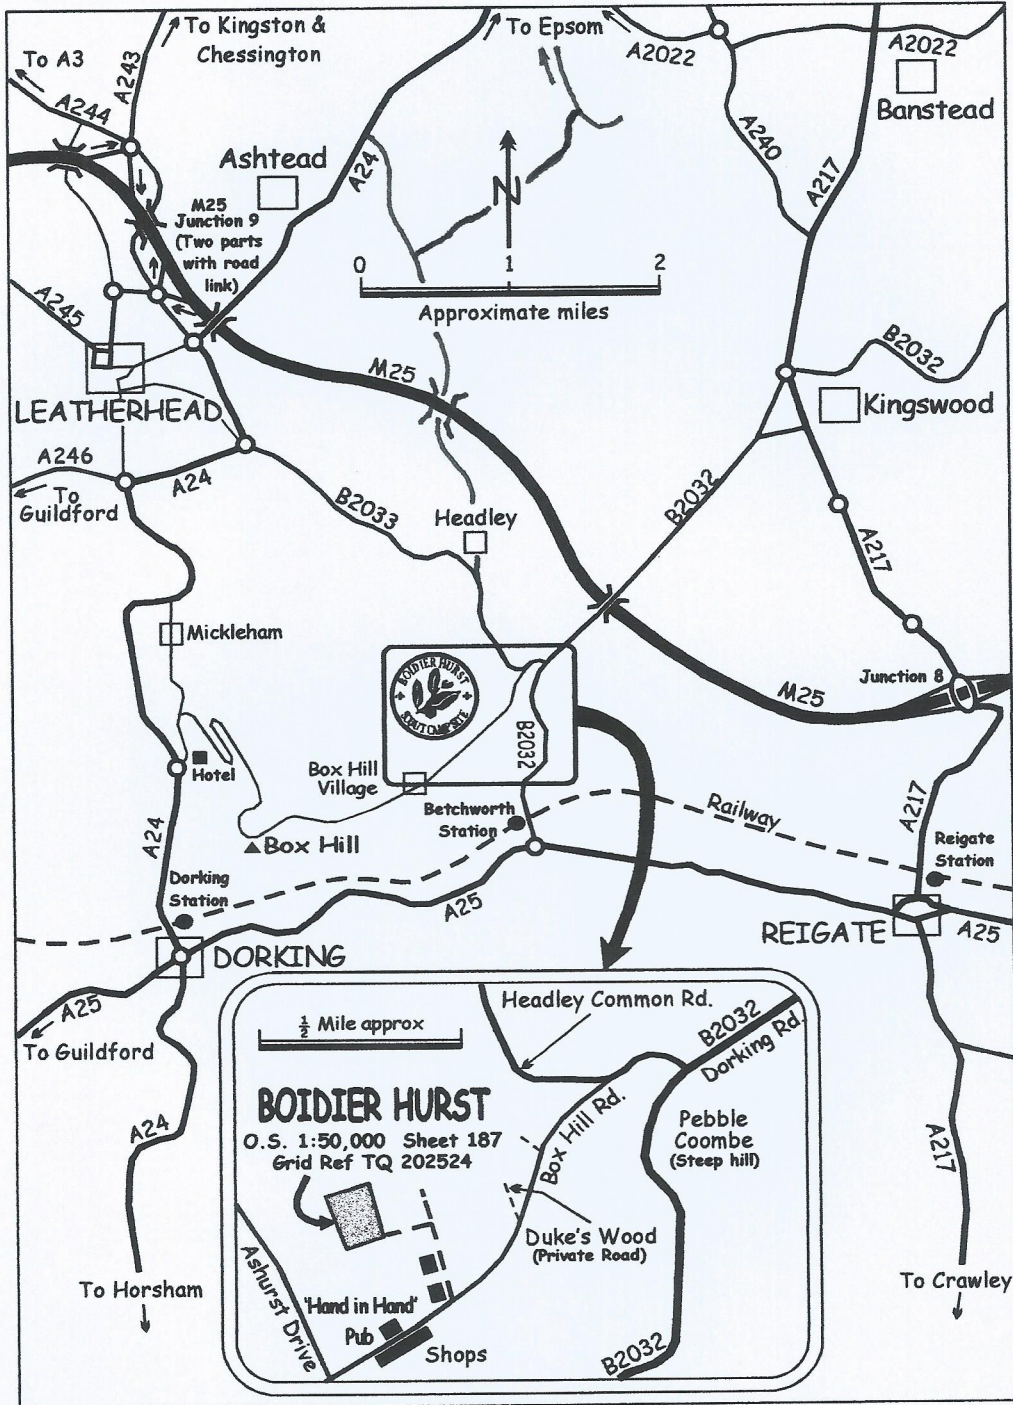 To Kingston &
Chessington
To Epsom
To A3
A243
A244
A2022
A2022
Banstead
A240
A217
Ashtead
A24
M25
Junction 9
(Two parts
with road
link)
N
0 1 2
Approximate miles
A245
LEATHERHEAD
M25
B2032
Kingswood
A246
To
Guildford
A24
B2033
Headley
B2032
A217
Mickleham
BOIDIER HURST
SCOUT CAMPSITE
Junction 8
M25
B2032
Hotel
Box Hill
Village
Betchworth
Station
Railway
A217
A24
Box Hill
Reigate
Station
Dorking
Station
A25
REIGATE
A25
DORKING
A25
To Guildford
A24
To Horsham
½ Mile approx
Headley Common Rd.
B2032
Dorking Rd.
BOIDIER HURST
O.S. 1:50,000 Sheet 187
Grid Ref TQ 202524
Box Hill Rd.
Pebble
Coombe
(Steep hill)
Duke's Wood
(Private Road)
Ashurst Drive
'Hand in Hand'
Pub
Shops
B2032
A217
To Crawley